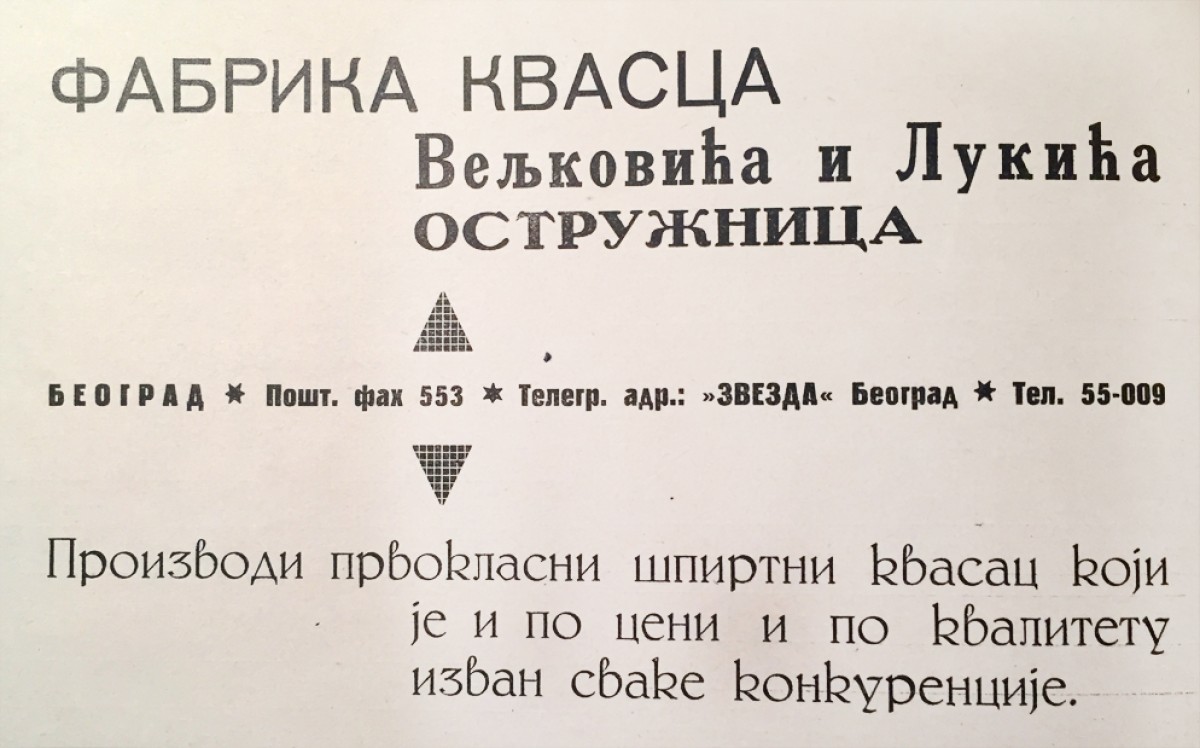 ФАБРИКА КВАСЦА
Вељковића и Лукића
ОСТРУЖНИЦА
БЕОГРАД ★ Пошт. фах 553 ★ Телегр. адр.: »ЗВЕЗДА« Београд ★ Тел. 55-009
Производи првокласни шпиртни квасац који
је и по цени и по квалитету
изван сваке конкуренције.